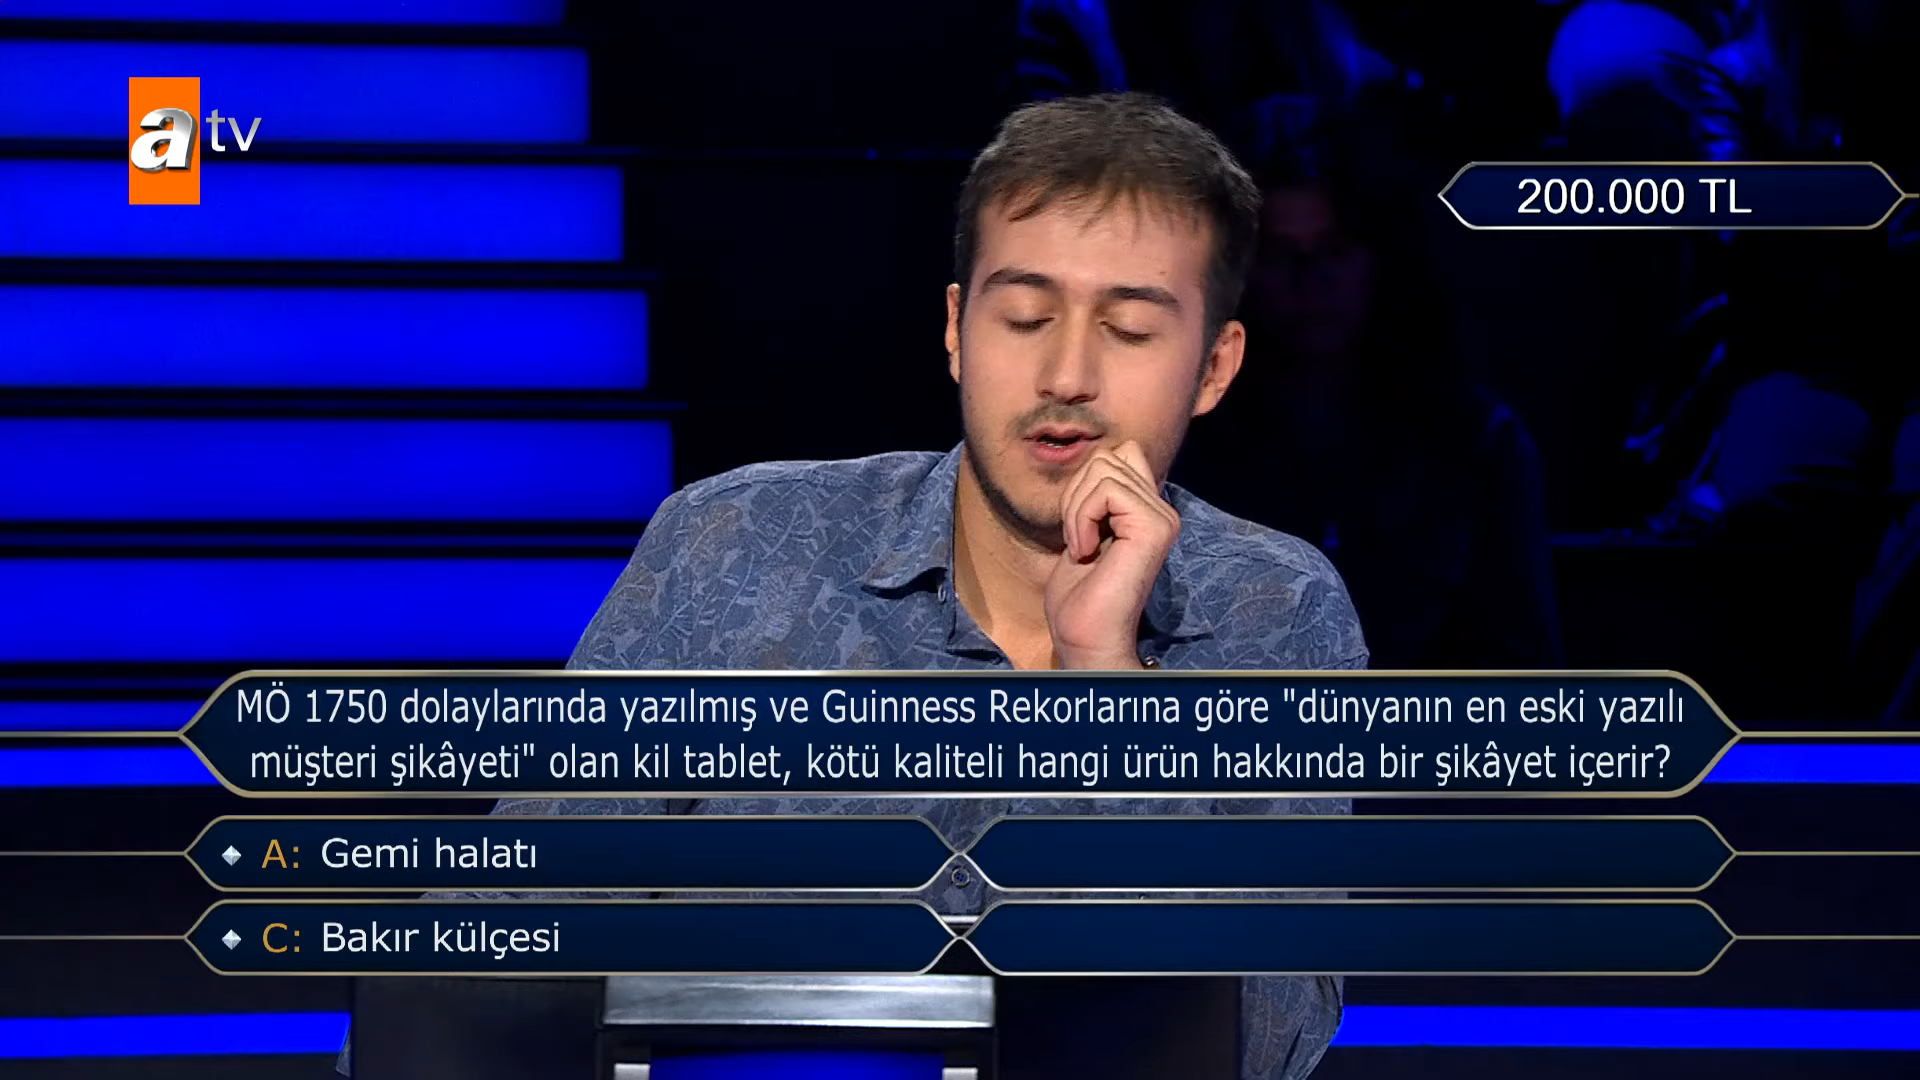 atv
200.000 TL
MÖ 1750 dolaylarında yazılmış ve Guinness Rekorlarına göre "dünyanın en eski yazılı
müşteri şikâyeti" olan kil tablet, kötü kaliteli hangi ürün hakkında bir şikâyet içerir?
A: Gemi halatı
C: Bakır külçesi